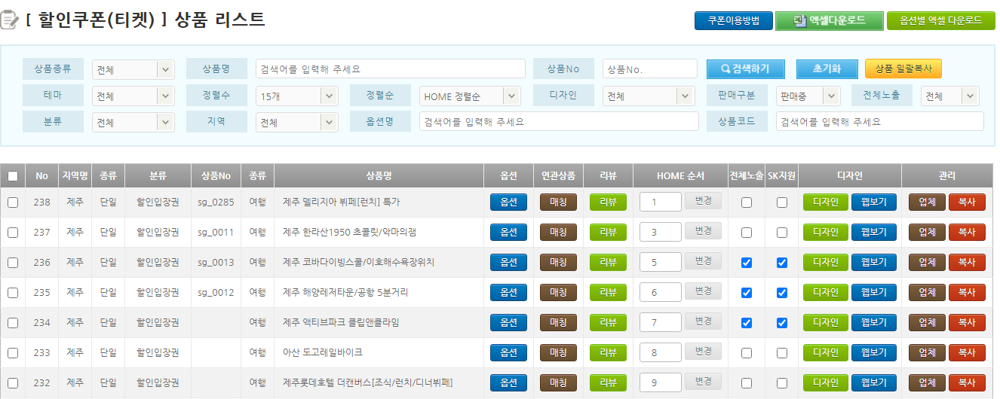 [ 할인쿠폰(티켓) ] 상품 리스트
쿠폰이용방법 엑셀다운로드 옵션별 엑셀 다운로드
상품종류 전체 상품명 검색어를 입력해 주세요 상품No 상품No. 검색하기 초기화 상품 일괄복사
테마 전체 정렬수 15개 정렬순 HOME 정렬순 디자인 전체 판매구분 판매중 전체노출 전체
분류 전체 지역 전체 옵션명 검색어를 입력해 주세요 상품코드 검색어를 입력해 주세요
No 지역명 종류 분류 상품No 종류 상품명 옵션 연관상품 리뷰 HOME 순서 전체노출 SK지원 디자인 관리
238 제주 단일 할인입장권 sg_0285 여행 제주 델리지아 뷔페[런치] 특가 옵션 매칭 리뷰 1 변경 디자인 웹보기 업체 복사
237 제주 단일 할인입장권 sg_0011 여행 제주 한라산1950 초콜릿/악마의잼 옵션 매칭 리뷰 3 변경 디자인 웹보기 업체 복사
236 제주 단일 할인입장권 sg_0013 여행 제주 코바다이빙스쿨/이호해수욕장위치 옵션 매칭 리뷰 5 변경 디자인 웹보기 업체 복사
235 제주 단일 할인입장권 sg_0012 여행 제주 해양레저타운/공항 5분거리 옵션 매칭 리뷰 6 변경 디자인 웹보기 업체 복사
234 제주 단일 할인입장권 여행 제주 액티브파크 클립앤클라임 옵션 매칭 리뷰 7 변경 디자인 웹보기 업체 복사
233 제주 단일 할인입장권 여행 아산 도고레일바이크 옵션 매칭 리뷰 8 변경 디자인 웹보기 업체 복사
232 제주 단일 할인입장권 여행 제주롯데호텔 더캔버스[조식/런치/디너뷔페] 옵션 매칭 리뷰 9 변경 디자인 웹보기 업체 복사